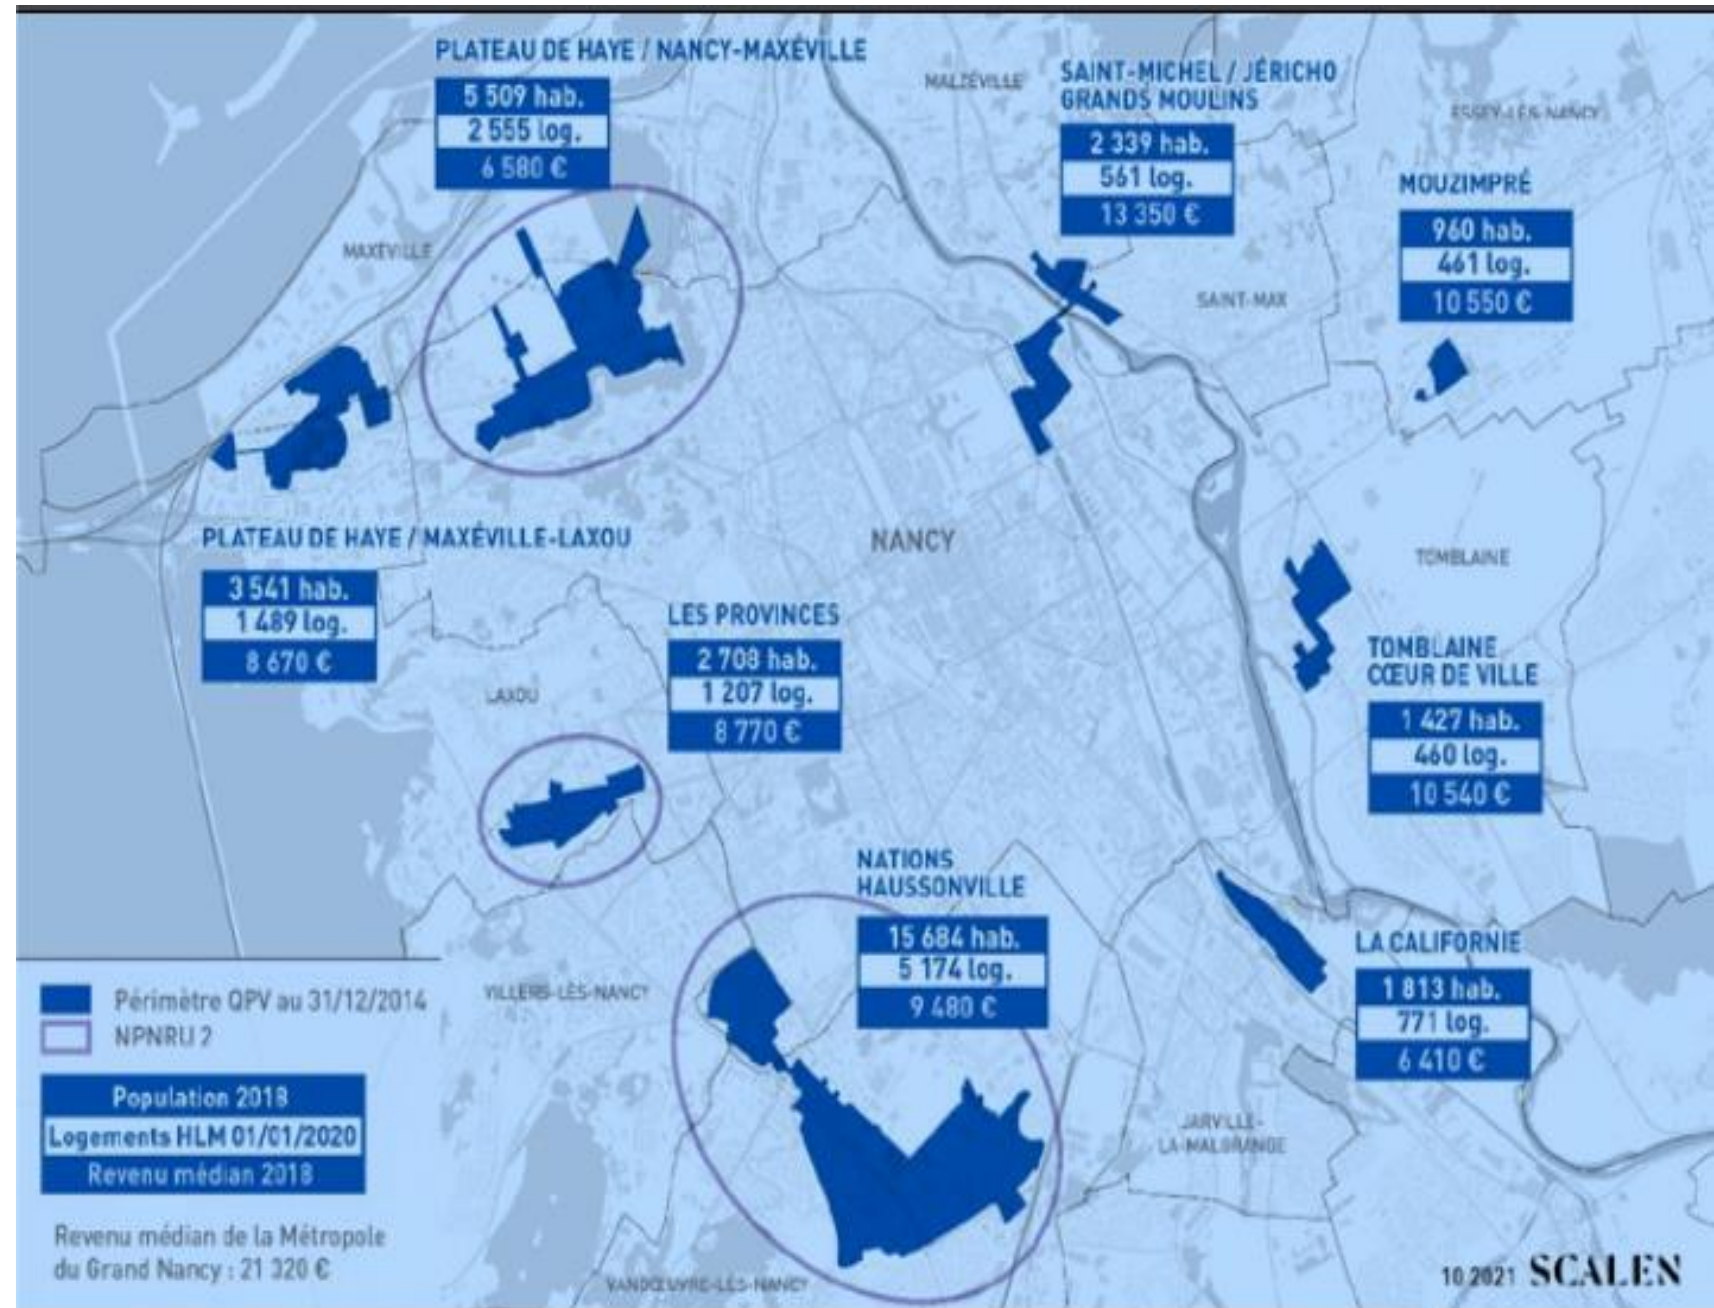 PLATEAU DE HAYE / NANCY-MAXÉVILLE
5 509 hab.
2 555 log.
6 580 €
MALZÉVILLE
SAINT-MICHEL / JÉRICHO
GRANDS MOULINS
2 339 hab.
561 log.
13 350 €
ESSEY-LÈS-NANCY
MOUZIMPRÉ
960 hab.
461 log.
10 550 €
MAXÉVILLE
SAINT-MAX
PLATEAU DE HAYE / MAXÉVILLE-LAXOU
3 541 hab.
1 489 log.
8 670 €
NANCY
TOMBLAINE
LES PROVINCES
2 708 hab.
1 207 log.
8 770 €
LAXOU
TOMBLAINE
CŒUR DE VILLE
1 427 hab.
460 log.
10 540 €
NATIONS
HAUSSONVILLE
15 684 hab.
5 174 log.
9 480 €
LA CALIFORNIE
1 813 hab.
771 log.
6 410 €
VILLERS-LÈS-NANCY
JARVILLE-
LA-MALGRANGE
VANDŒUVRE-LÈS-NANCY
Périmètre QPV au 31/12/2014
NPNRU 2
Population 2018
Logements HLM 01/01/2020
Revenu médian 2018
Revenu médian de la Métropole
du Grand Nancy : 21 320 €
10.2021 SCALEN